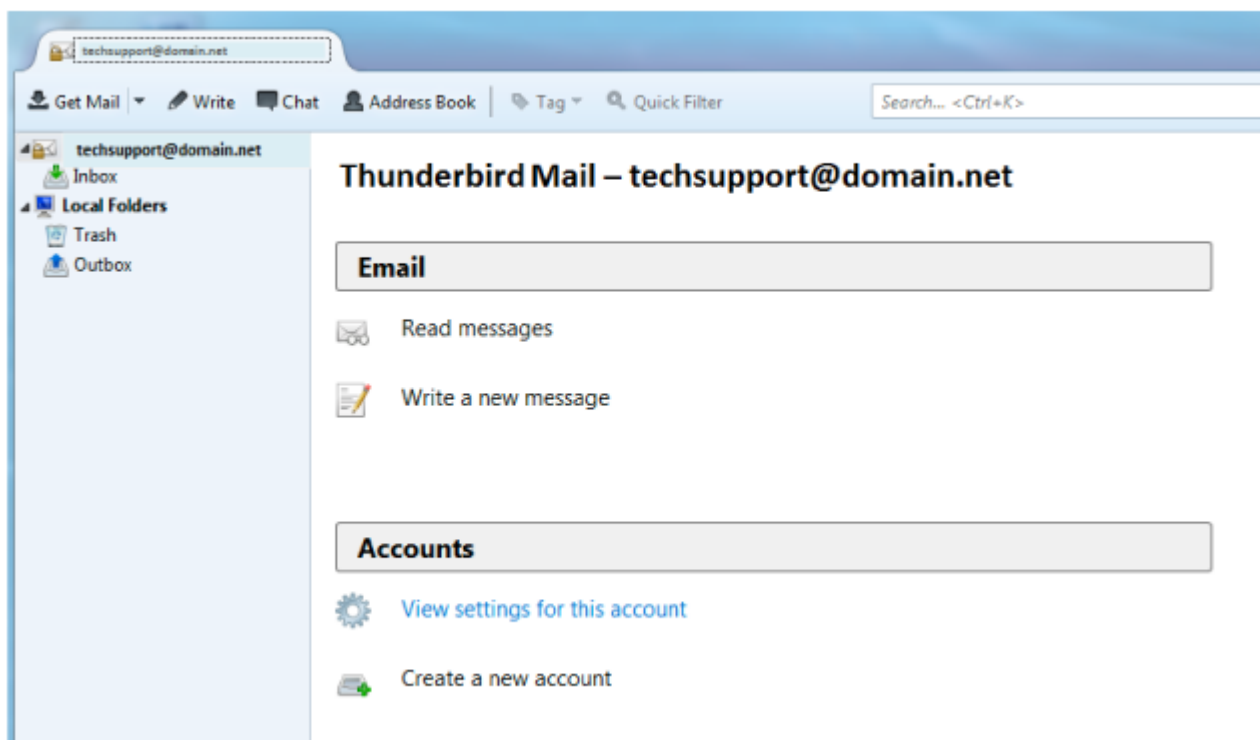 techsupport@domain.net
Get Mail Write Chat Address Book Tag Quick Filter Search... <Ctrl+K>
techsupport@domain.net
Inbox
Local Folders
Trash
Outbox
Thunderbird Mail – techsupport@domain.net
Email
Read messages
Write a new message
Accounts
View settings for this account
Create a new account